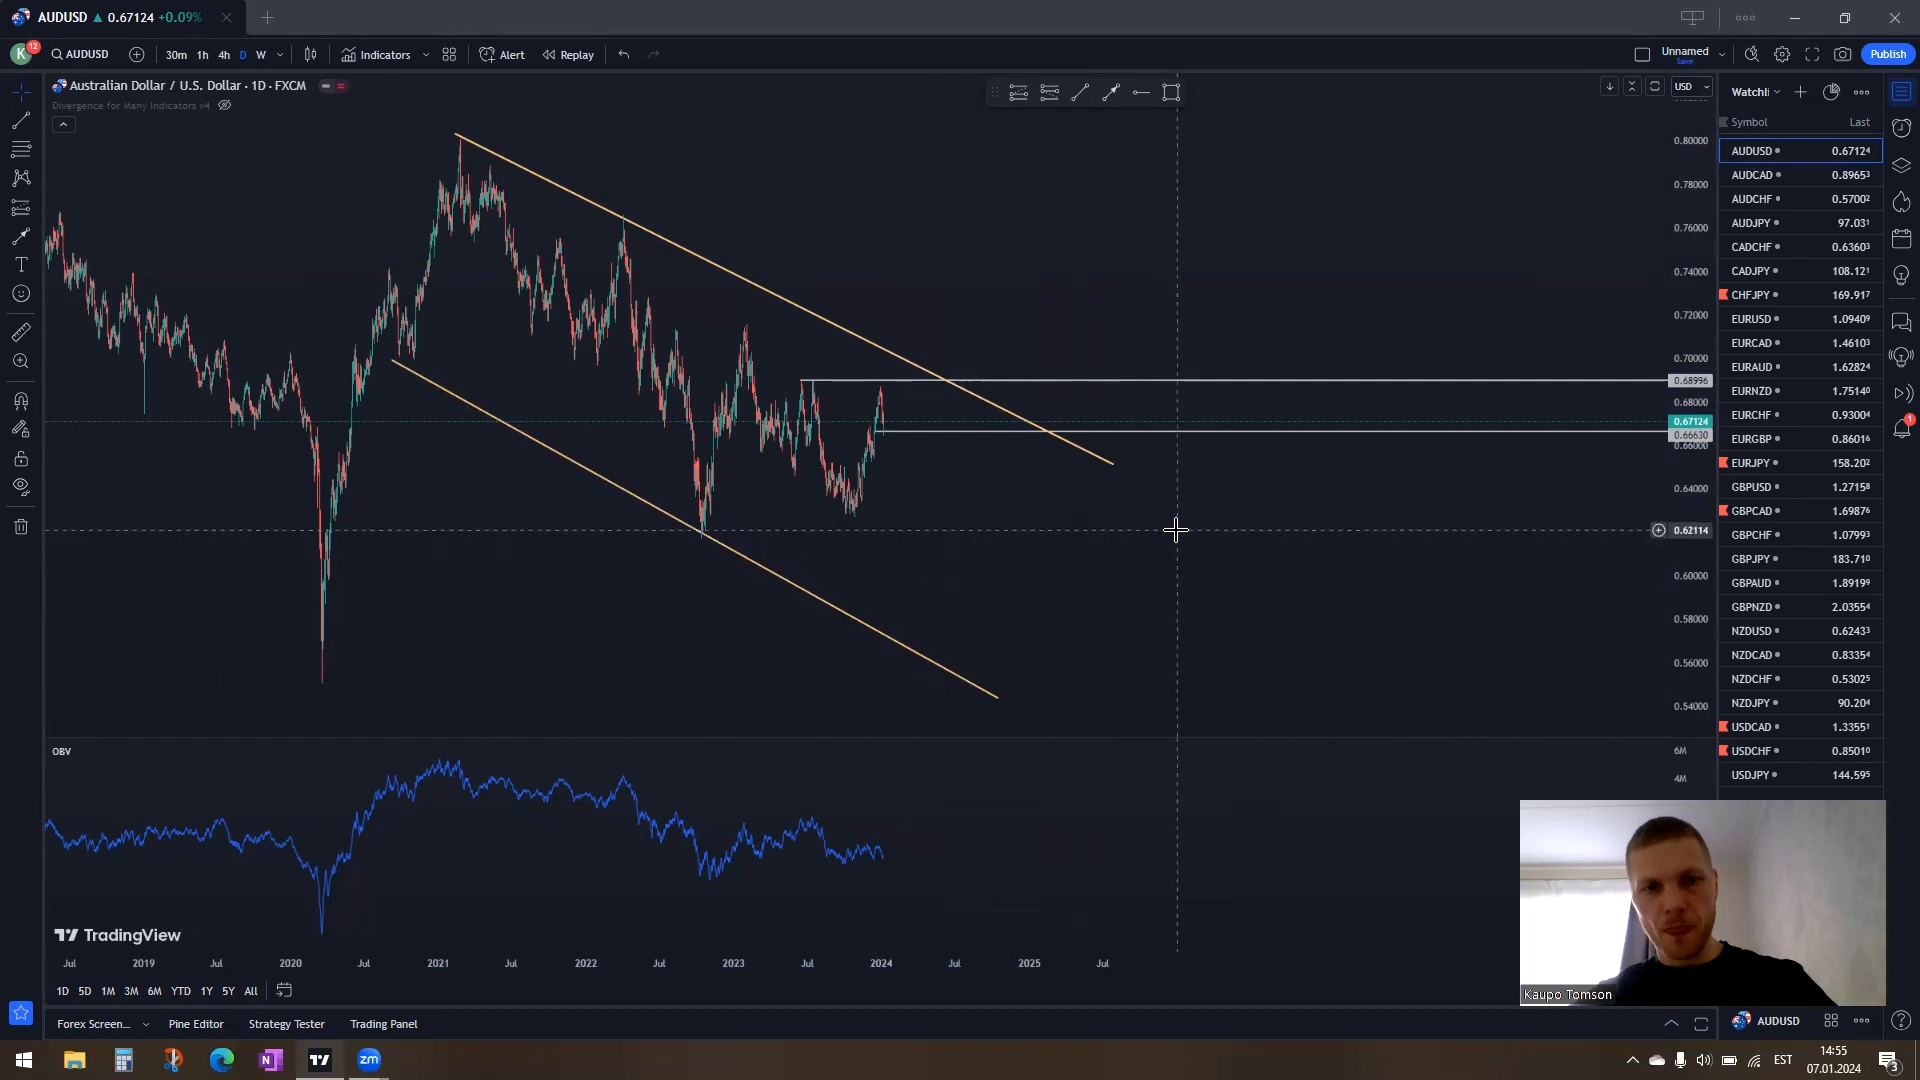 AUDUSD ▲ 0.67124 +0.09%
K 12 AUDUSD 30m 1h 4h D W Indicators Alert Replay Unnamed Save Publish
Australian Dollar / U.S. Dollar · 1D · FXCM
Divergence for Many Indicators v4
USD
0.80000
0.78000
0.76000
0.74000
0.72000
0.70000
0.68996
0.68000
0.67124
0.66630
0.66000
0.64000
0.62114
0.60000
0.58000
0.56000
0.54000
OBV
6M
4M
TradingView
Jul 2019 Jul 2020 Jul 2021 Jul 2022 Jul 2023 Jul 2024 Jul 2025 Jul
1D 5D 1M 3M 6M YTD 1Y 5Y All
Forex Screen... Pine Editor Strategy Tester Trading Panel
Watchli
Symbol Last
AUDUSD 0.67124
AUDCAD 0.89653
AUDCHF 0.57002
AUDJPY 97.031
CADCHF 0.63603
CADJPY 108.121
CHFJPY 169.917
EURUSD 1.09409
EURCAD 1.46103
EURAUD 1.62824
EURNZD 1.75140
EURCHF 0.93004
EURGBP 0.86016
EURJPY 158.202
GBPUSD 1.27158
GBPCAD 1.69876
GBPCHF 1.07993
GBPJPY 183.710
GBPAUD 1.89199
GBPNZD 2.03554
NZDUSD 0.62433
NZDCAD 0.83354
NZDCHF 0.53025
NZDJPY 90.204
USDCAD 1.33551
USDCHF 0.85010
USDJPY 144.595
1
Kaupo Tomson
AUDUSD
N zm
EST
14:55
07.01.2024
3